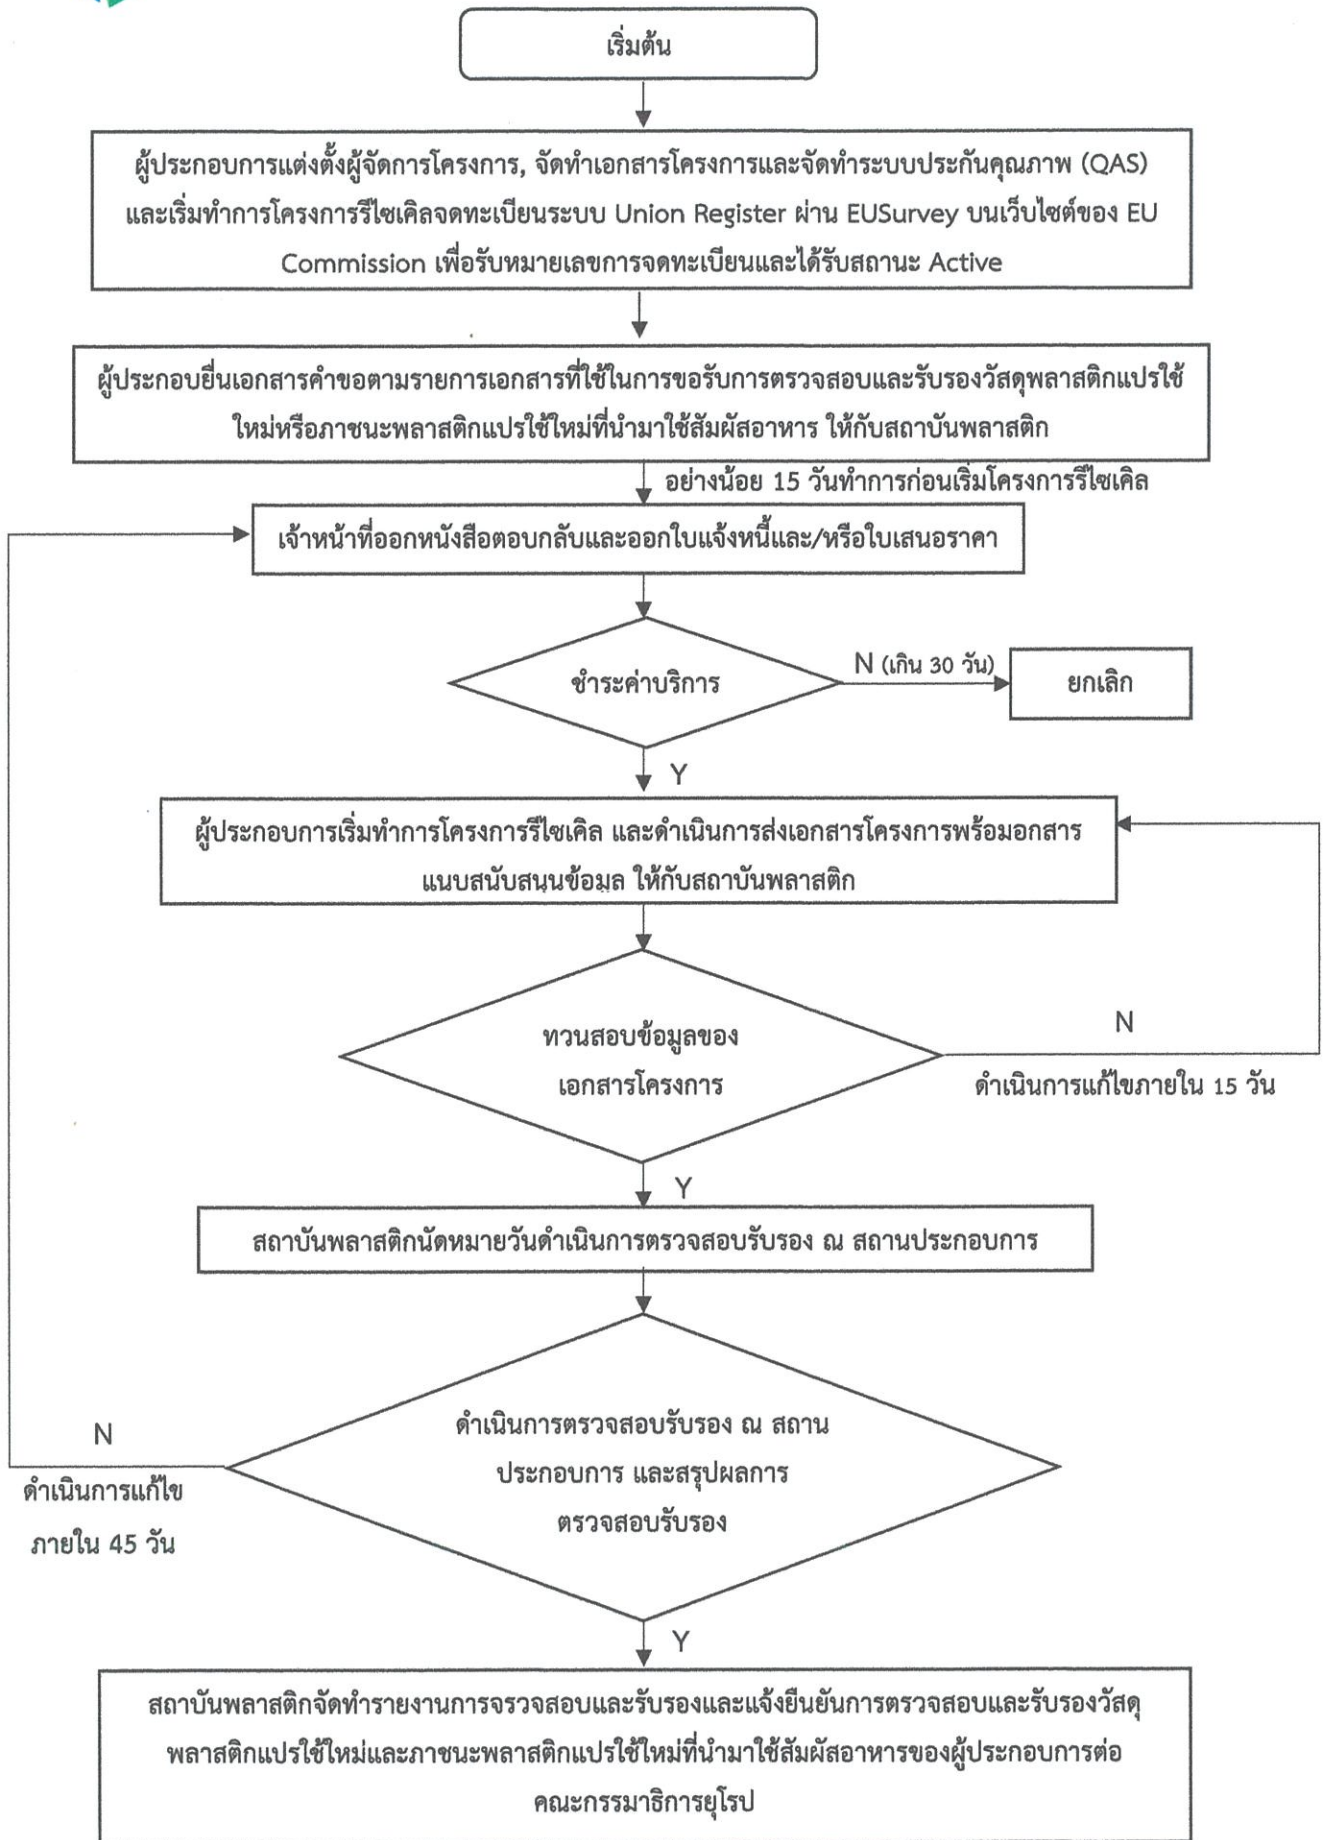 เริ่มต้น
ผู้ประกอบการแต่งตั้งผู้จัดการโครงการ, จัดทำเอกสารโครงการและจัดทำระบบประกันคุณภาพ (QAS)
และเริ่มทำการโครงการรีไซเคิลจดทะเบียนระบบ Union Register ผ่าน EUSurvey บนเว็บไซต์ของ EU
Commission เพื่อรับหมายเลขการจดทะเบียนและได้รับสถานะ Active
ผู้ประกอบยื่นเอกสารคำขอตามรายการเอกสารที่ใช้ในการขอรับการตรวจสอบและรับรองวัสดุพลาสติกแปรใช้
ใหม่หรือภาชนะพลาสติกแปรใช้ใหม่ที่นำมาใช้สัมผัสอาหาร ให้กับสถาบันพลาสติก
อย่างน้อย 15 วันทำการก่อนเริ่มโครงการรีไซเคิล
เจ้าหน้าที่ออกหนังสือตอบกลับและออกใบแจ้งหนี้และ/หรือใบเสนอราคา
ชำระค่าบริการ
N (เกิน 30 วัน)
ยกเลิก
Y
ผู้ประกอบการเริ่มทำการโครงการรีไซเคิล และดำเนินการส่งเอกสารโครงการพร้อมอกสาร
แนบสนับสนุนข้อมูล ให้กับสถาบันพลาสติก
ทวนสอบข้อมูลของ
เอกสารโครงการ
N
ดำเนินการแก้ไขภายใน 15 วัน
Y
สถาบันพลาสติกนัดหมายวันดำเนินการตรวจสอบรับรอง ณ สถานประกอบการ
ดำเนินการตรวจสอบรับรอง ณ สถาน
ประกอบการ และสรุปผลการ
ตรวจสอบรับรอง
N
ดำเนินการแก้ไข
ภายใน 45 วัน
Y
สถาบันพลาสติกจัดทำรายงานการจรวจสอบและรับรองและแจ้งยืนยันการตรวจสอบและรับรองวัสดุ
พลาสติกแปรใช้ใหม่และภาชนะพลาสติกแปรใช้ใหม่ที่นำมาใช้สัมผัสอาหารของผู้ประกอบการต่อ
คณะกรรมาธิการยุโรป